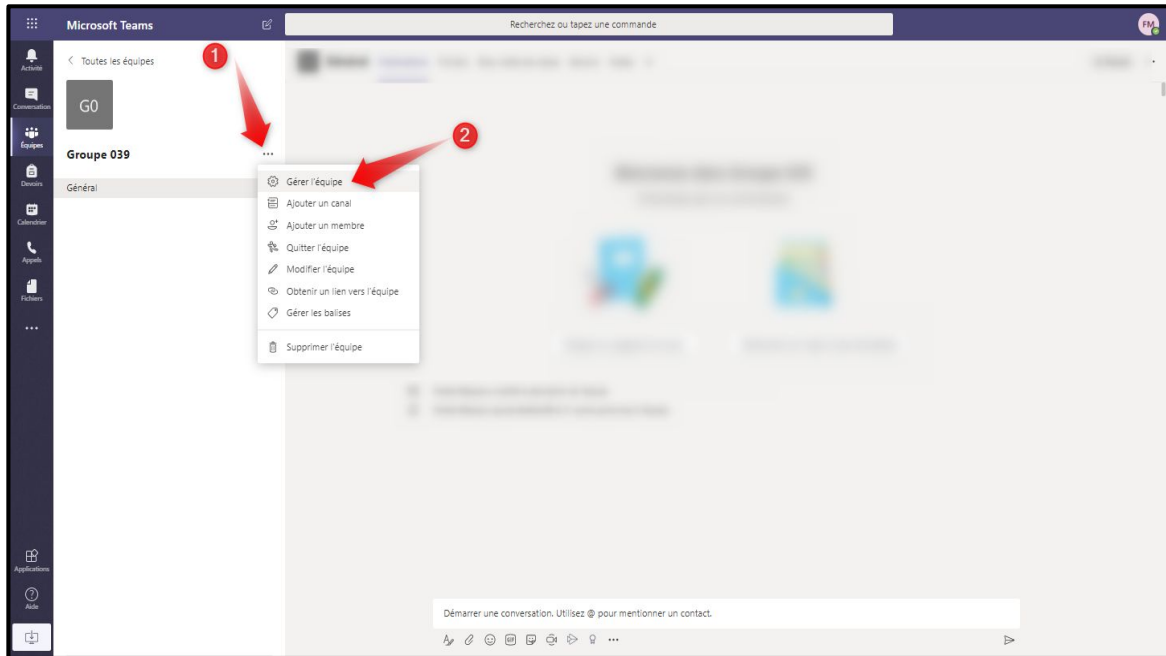 Microsoft Teams
Recherchez ou tapez une commande
FM
Activité
Conversation
Équipes
Devoirs
Calendrier
Appels
Fichiers
Applications
Aide
Toutes les équipes
1
G0
Groupe 039
2
Général
Gérer l'équipe
Ajouter un canal
Ajouter un membre
Quitter l'équipe
Modifier l'équipe
Obtenir un lien vers l'équipe
Gérer les balises
Supprimer l'équipe
Démarrer une conversation. Utilisez @ pour mentionner un contact.
GIF